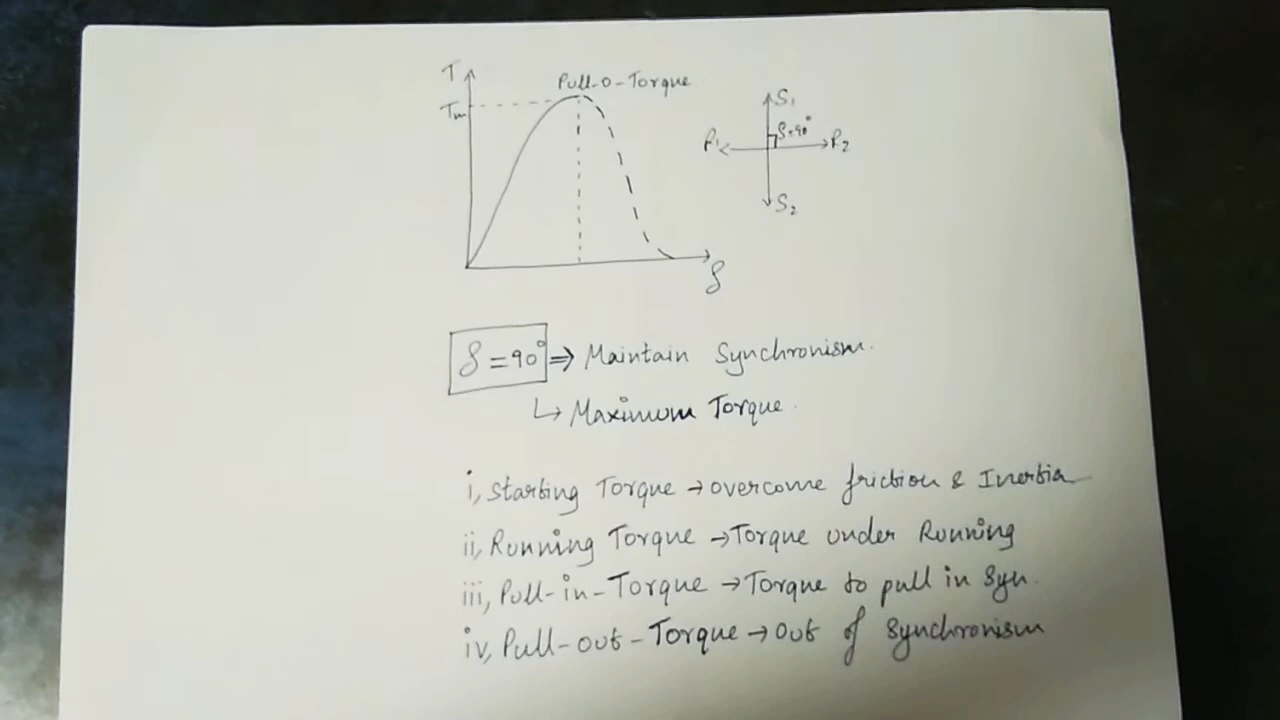 T
Pull-o-Torque
Tm
S1
δ=90°
P1
P2
S2
δ
δ=90° ⇒ Maintain Synchronism.
↳ Maximum Torque.
i, Starting Torque → overcome friction & Inertia
ii, Running Torque → Torque under Running
iii, Pull-in-Torque → Torque to pull in Syn.
iv, Pull-out-Torque → Out of Synchronism